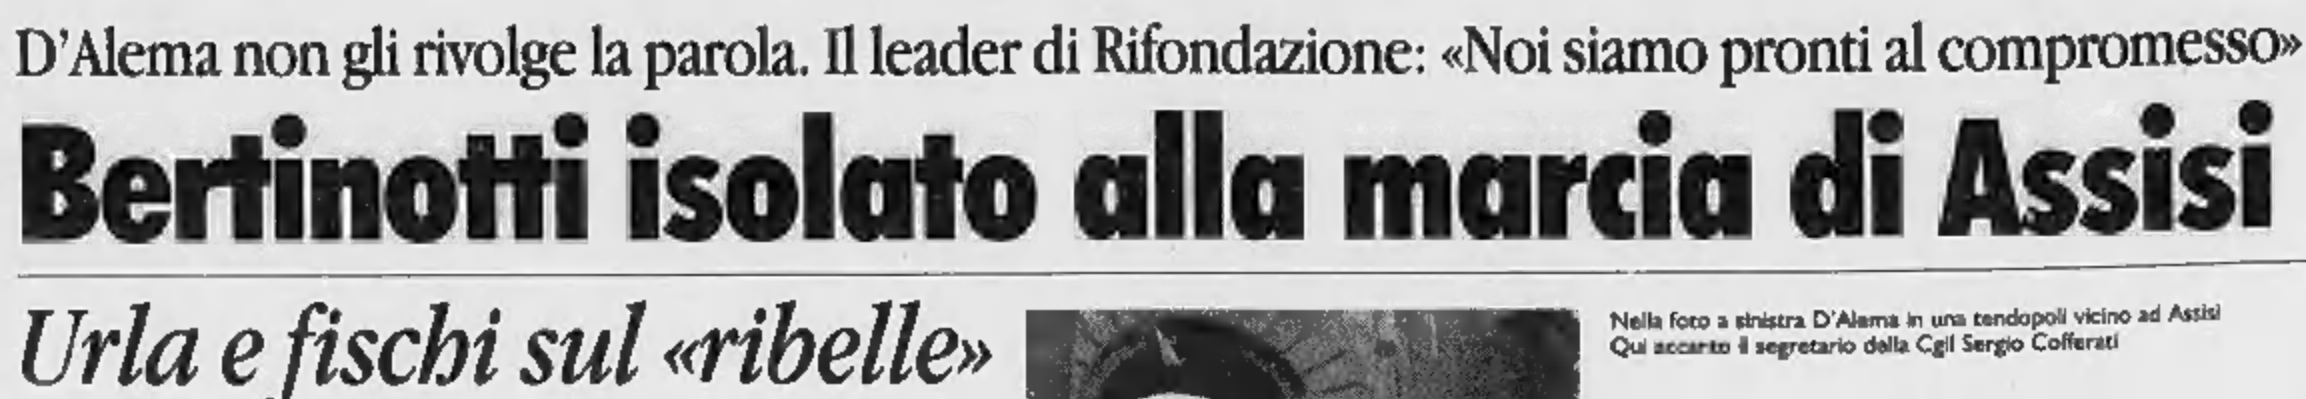 D'Alema non gli rivolge la parola. Il leader di Rifondazione: «Noi siamo pronti al compromesso»
Bertinotti isolato alla marcia di Assisi
Urla e fischi sul «ribelle»
Nella foto a sinistra D'Alema in una tendopoli vicino ad Assisi
Qui accanto il segretario della Cgil Sergio Cofferati